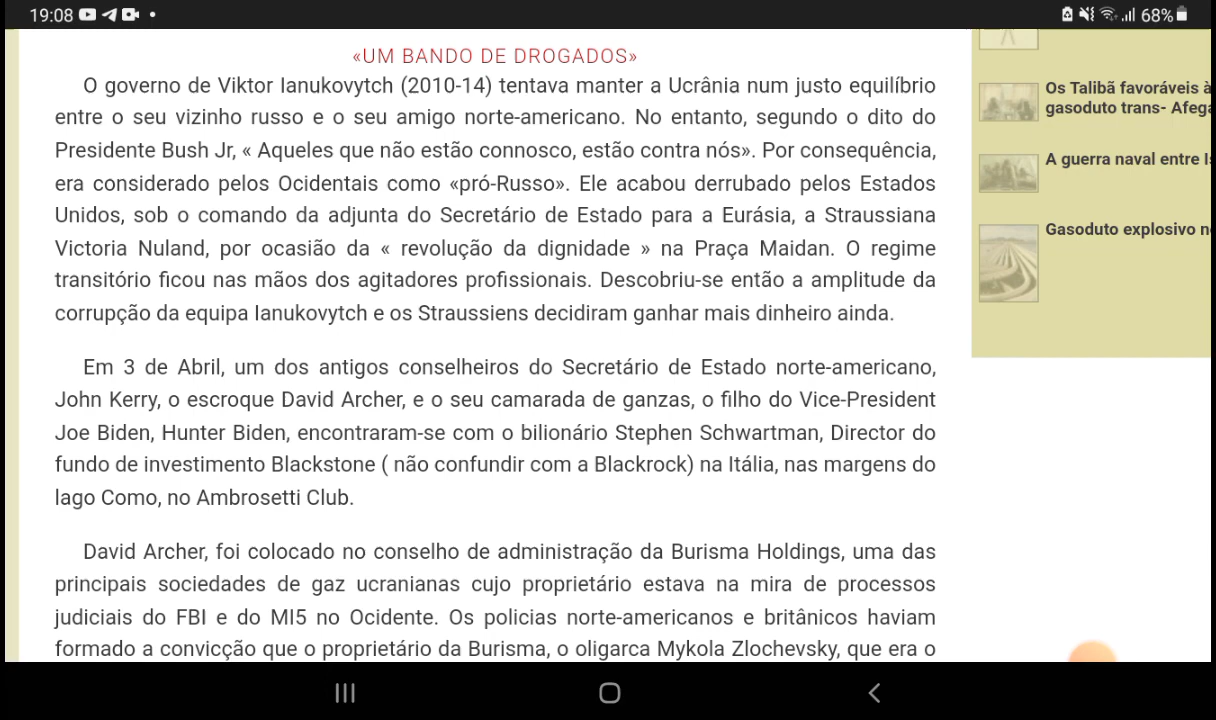 19:08
68%
«UM BANDO DE DROGADOS»
O governo de Viktor Ianukovytch (2010-14) tentava manter a Ucrânia num justo equilíbrio
entre o seu vizinho russo e o seu amigo norte-americano. No entanto, segundo o dito do
Presidente Bush Jr, « Aqueles que não estão connosco, estão contra nós». Por consequência,
era considerado pelos Ocidentais como «pró-Russo». Ele acabou derrubado pelos Estados
Unidos, sob o comando da adjunta do Secretário de Estado para a Eurásia, a Straussiana
Victoria Nuland, por ocasião da « revolução da dignidade » na Praça Maidan. O regime
transitório ficou nas mãos dos agitadores profissionais. Descobriu-se então a amplitude da
corrupção da equipa Ianukovytch e os Straussiens decidiram ganhar mais dinheiro ainda.
Em 3 de Abril, um dos antigos conselheiros do Secretário de Estado norte-americano,
John Kerry, o escroque David Archer, e o seu camarada de ganzas, o filho do Vice-President
Joe Biden, Hunter Biden, encontraram-se com o bilionário Stephen Schwartman, Director do
fundo de investimento Blackstone ( não confundir com a Blackrock) na Itália, nas margens do
lago Como, no Ambrosetti Club.
David Archer, foi colocado no conselho de administração da Burisma Holdings, uma das
principais sociedades de gaz ucranianas cujo proprietário estava na mira de processos
judiciais do FBI e do MI5 no Ocidente. Os policias norte-americanos e britânicos haviam
formado a convicção que o proprietário da Burisma, o oligarca Mykola Zlochevsky, que era o
Os Talibã favoráveis à
gasoduto trans- Afega
A guerra naval entre
Gasoduto explosivo